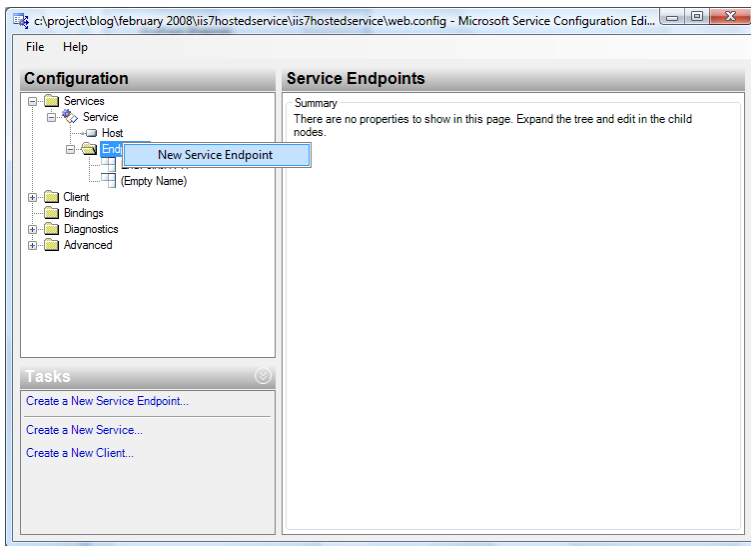 c:\project\blog\february 2008\iis7hostedservice\iis7hostedservice\web.config - Microsoft Service Configuration Edi...
File Help
Configuration
Services
Service
Host
New Service Endpoint
(Empty Name)
Client
Bindings
Diagnostics
Advanced
Tasks
Create a New Service Endpoint...
Create a New Service...
Create a New Client...
Service Endpoints
Summary
There are no properties to show in this page. Expand the tree and edit in the child
nodes.